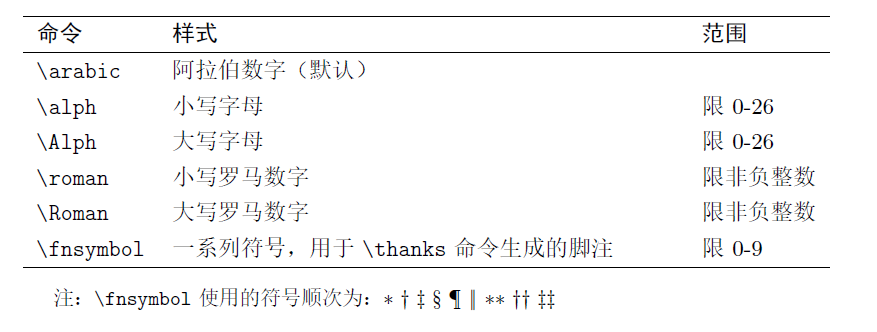 命令 样式 范围
\arabic 阿拉伯数字（默认）
\alph 小写字母 限 0-26
\Alph 大写字母 限 0-26
\roman 小写罗马数字 限非负整数
\Roman 大写罗马数字 限非负整数
\fnsymbol 一系列符号，用于 \thanks 命令生成的脚注 限 0-9
注：\fnsymbol 使用的符号顺次为：∗ † ‡ § ¶ ‖ ∗∗ †† ‡‡